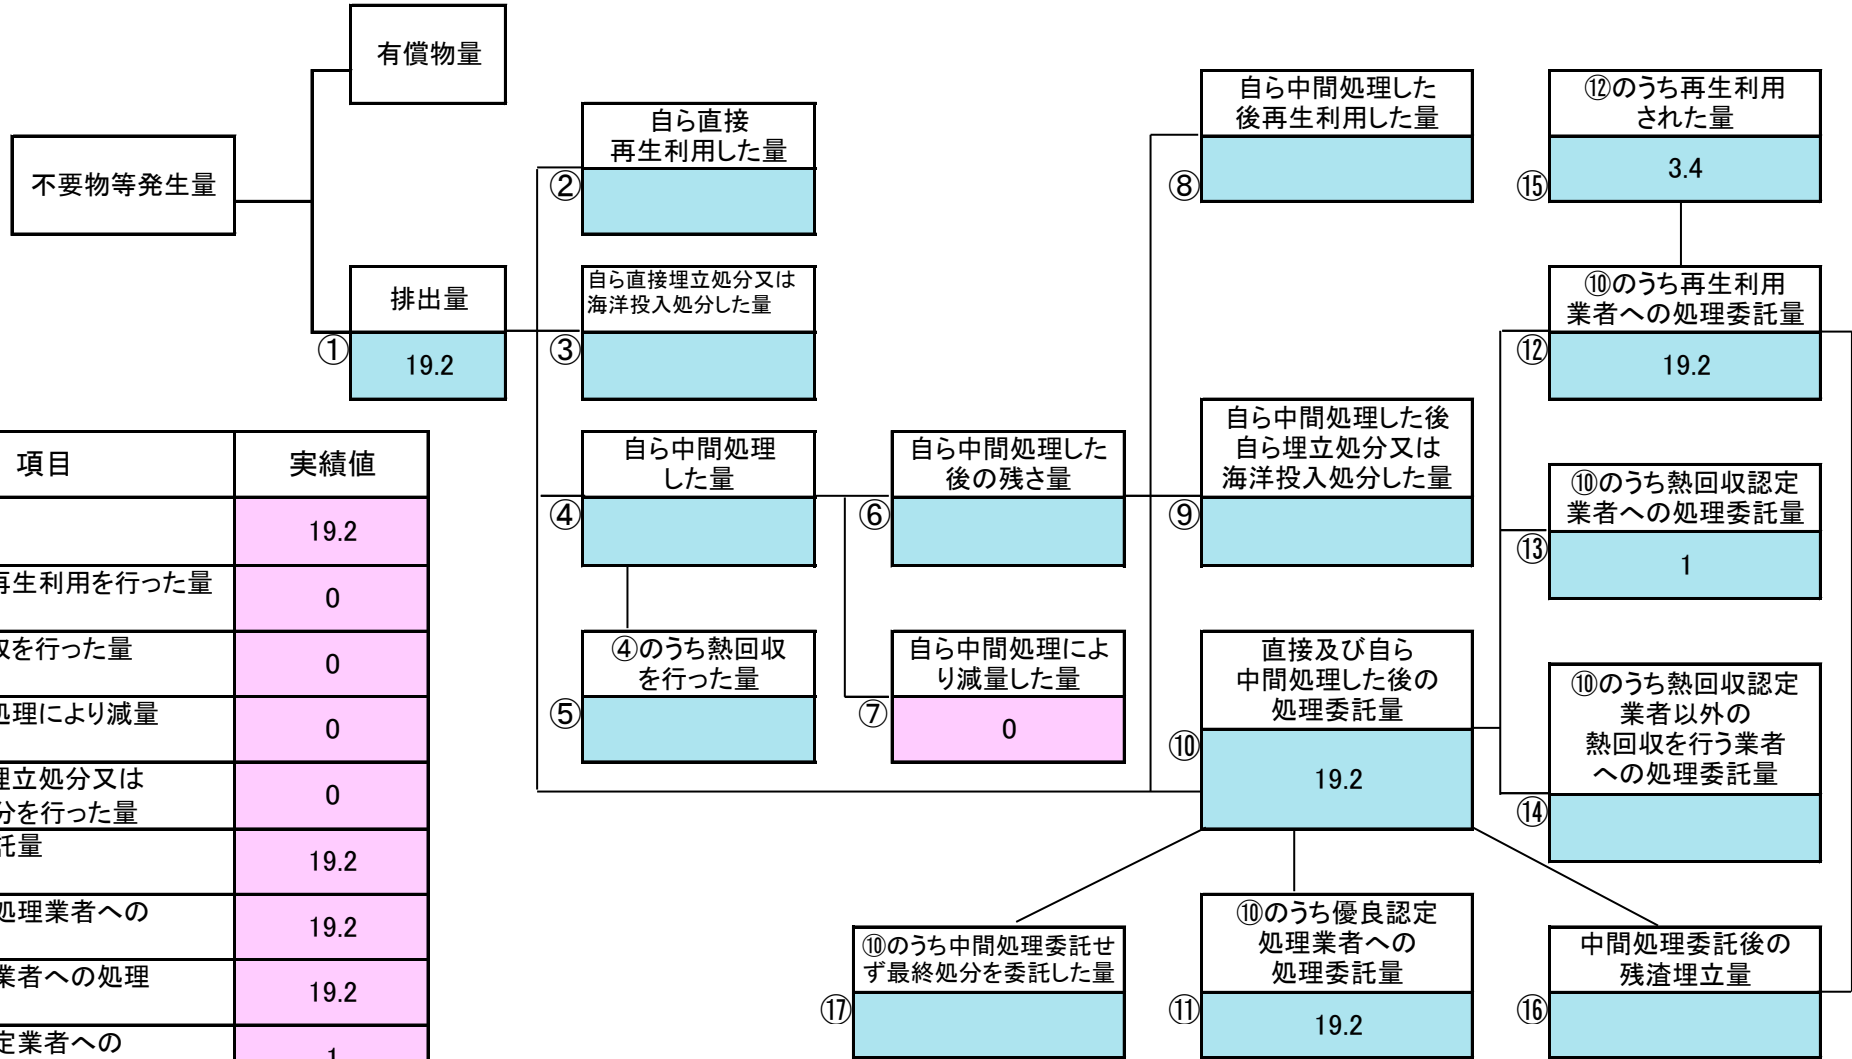 有償物量
不要物等発生量
排出量
①
19.2
自ら直接
再生利用した量
②
自ら直接埋立処分又は
海洋投入処分した量
③
自ら中間処理
した量
④
④のうち熱回収
を行った量
⑤
自ら中間処理した
後の残さ量
⑥
自ら中間処理によ
り減量した量
⑦
0
自ら中間処理した
後再生利用した量
⑧
自ら中間処理した後
自ら埋立処分又は
海洋投入処分した量
⑨
直接及び自ら
中間処理した後の
処理委託量
⑩
19.2
⑫のうち再生利用
された量
⑮
3.4
⑩のうち再生利用
業者への処理委託量
⑫
19.2
⑩のうち熱回収認定
業者への処理委託量
⑬
1
⑩のうち熱回収認定
業者以外の
熱回収を行う業者
への処理委託量
⑭
⑩のうち中間処理委託せ
ず最終処分を委託した量
⑰
⑩のうち優良認定
処理業者への
処理委託量
⑪
19.2
中間処理委託後の
残渣埋立量
⑯
項目 実績値
19.2
再生利用を行った量
0
を行った量
0
処理により減量
0
埋立処分又は
分を行った量
0
託量
19.2
処理業者への
19.2
業者への処理
19.2
定業者への
1